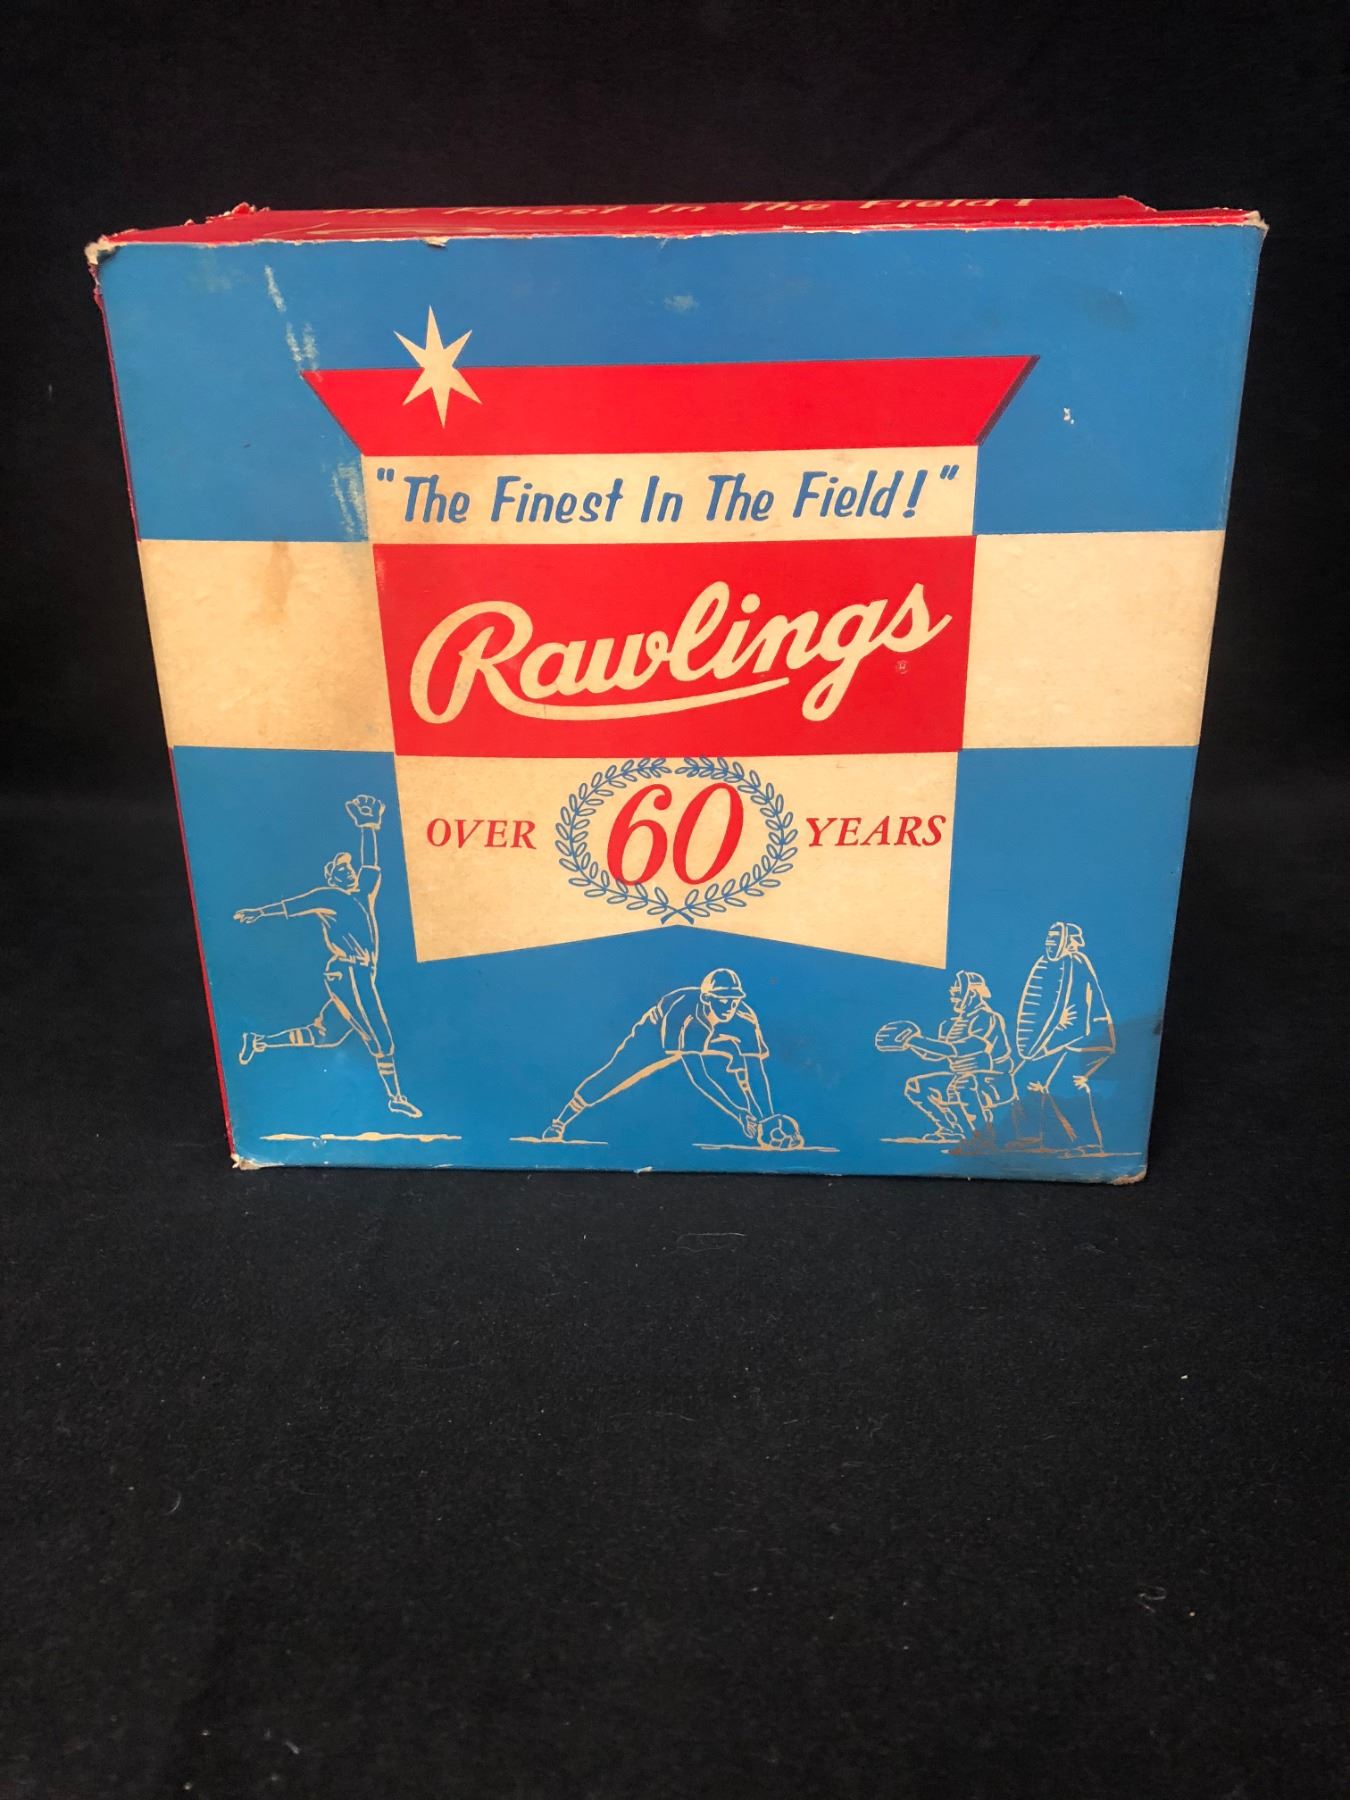 The Finest In The Field!
"The Finest In The Field!"
Rawlings
OVER 60 YEARS